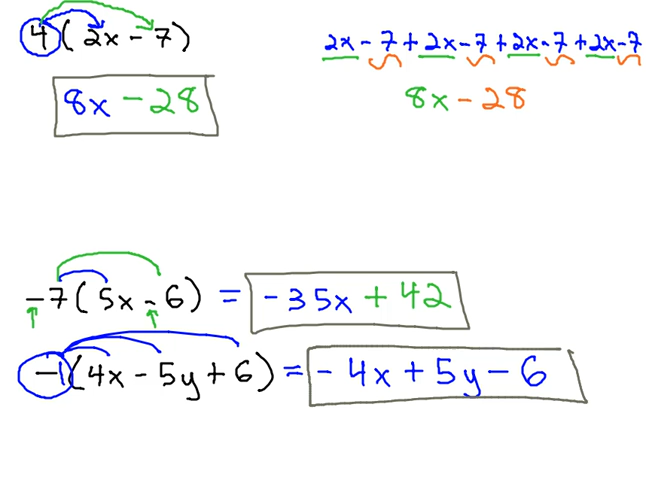 4(2x - 7)
8x - 28
2x - 7 + 2x - 7 + 2x - 7 + 2x - 7
8x - 28
-7(5x - 6) = -35x + 42
-1(4x - 5y + 6) = -4x + 5y - 6